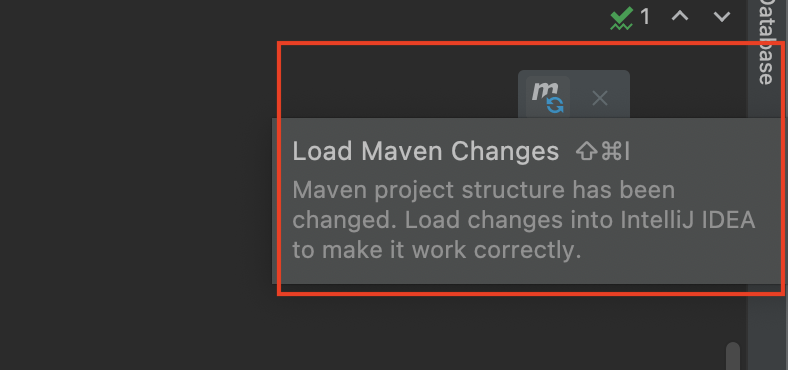 1
Database
m
Load Maven Changes ⇧⌘I
Maven project structure has been
changed. Load changes into IntelliJ IDEA
to make it work correctly.